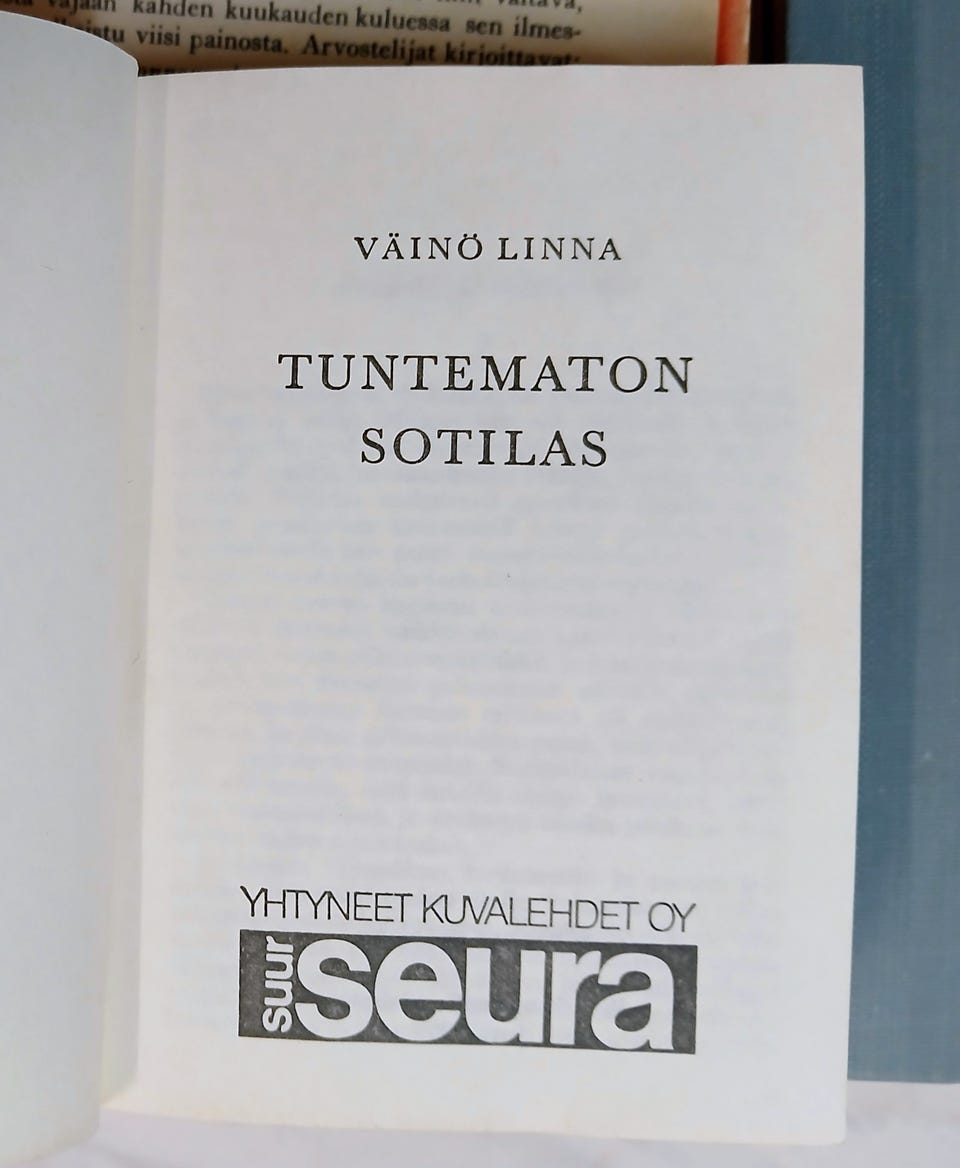 vajaan kahden kuukauden kuluessa sen ilmes-
viisi painosta. Arvostelijat kirjoittavat:
VÄINÖ LINNA
TUNTEMATON
SOTILAS
YHTYNEET KUVALEHDET OY
suur seura